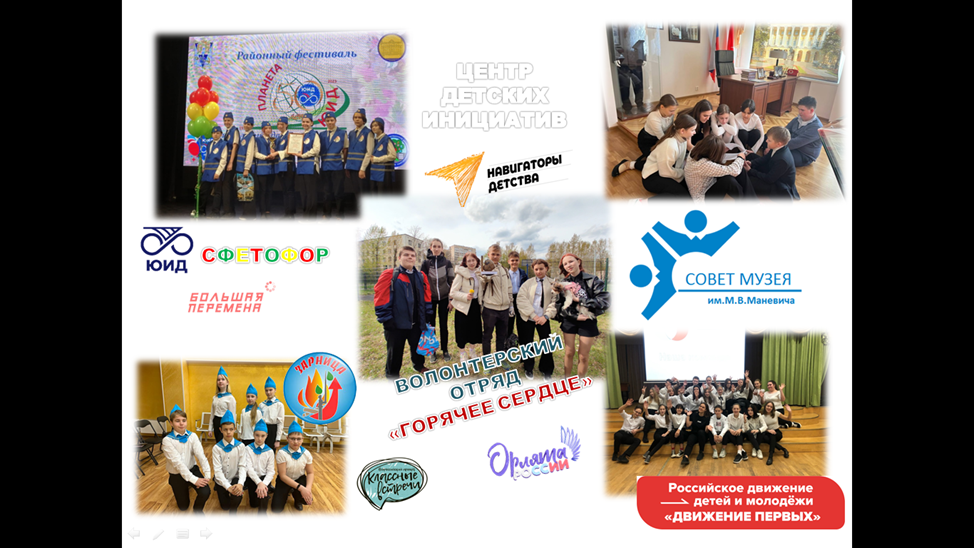 Районный фестиваль
ПЛАНЕТА
ЮИД
ЦЕНТР
ДЕТСКИХ
ИНИЦИАТИВ
НАВИГАТОРЫ
ДЕТСТВА
ЮИД
СФЕТОФОР
БОЛЬШАЯ
ПЕРЕМЕНА
СОВЕТ МУЗЕЯ
им.М.В.Маневича
ЗАРНИЦА
ВОЛОНТЕРСКИЙ
ОТРЯД
«ГОРЯЧЕЕ СЕРДЦЕ»
Классные
встречи
Орлята
РОССИИ
Российское движение
детей и молодёжи
«ДВИЖЕНИЕ ПЕРВЫХ»